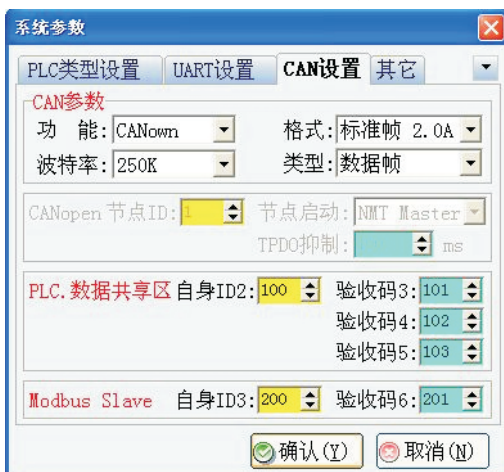 系统参数
PLC类型设置 UART设置 CAN设置 其它
CAN参数
功 能: CANown 格式: 标准帧 2.0A
波特率: 250K 类型: 数据帧
CANopen 节点ID: 1 节点启动: NMT Master
TPDO抑制: ms
PLC.数据共享区 自身ID2: 100 验收码3: 101
验收码4: 102
验收码5: 103
Modbus Slave 自身ID3: 200 验收码6: 201
确认(Y) 取消(N)